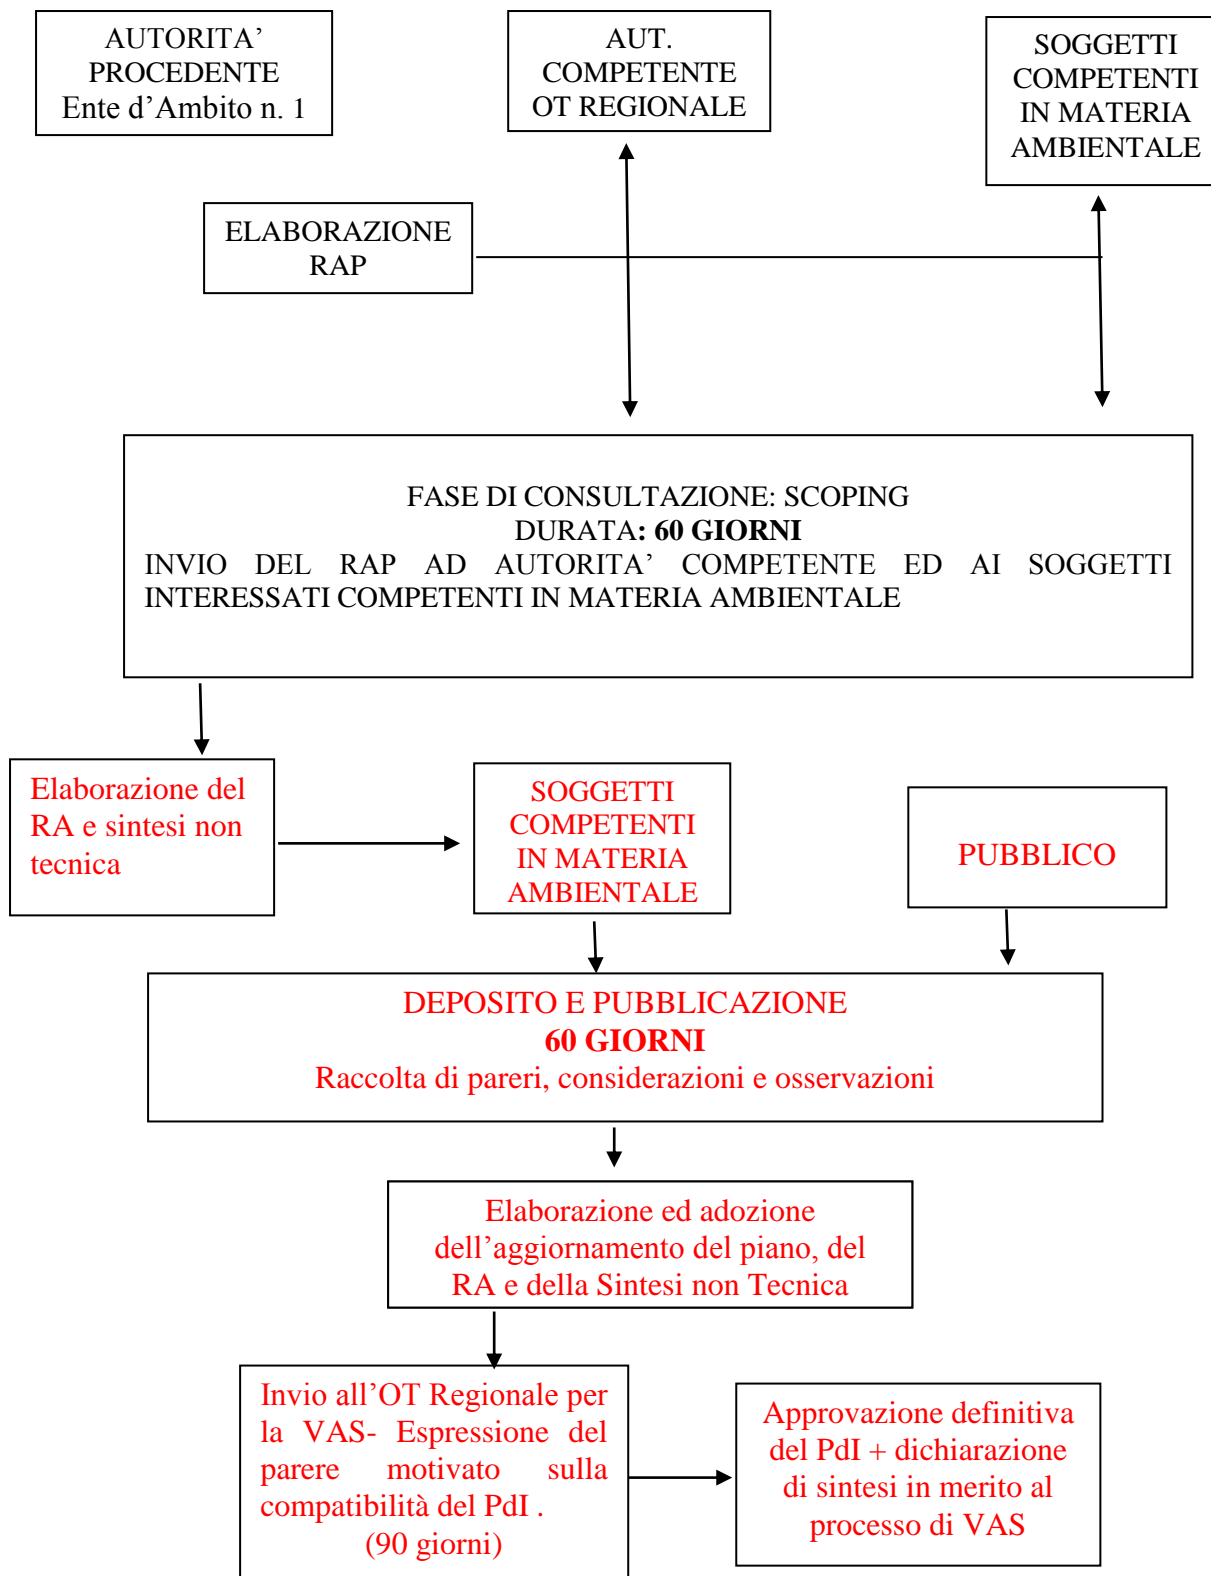 AUTORITA’
PROCEDENTE
Ente d’Ambito n. 1
AUT.
COMPETENTE
OT REGIONALE
SOGGETTI
COMPETENTI
IN MATERIA
AMBIENTALE
ELABORAZIONE
RAP
FASE DI CONSULTAZIONE: SCOPING
DURATA: 60 GIORNI
INVIO DEL RAP AD AUTORITA’ COMPETENTE ED AI SOGGETTI
INTERESSATI COMPETENTI IN MATERIA AMBIENTALE
Elaborazione del
RA e sintesi non
tecnica
SOGGETTI
COMPETENTI
IN MATERIA
AMBIENTALE
PUBBLICO
DEPOSITO E PUBBLICAZIONE
60 GIORNI
Raccolta di pareri, considerazioni e osservazioni
Elaborazione ed adozione
dell’aggiornamento del piano, del
RA e della Sintesi non Tecnica
Invio all’OT Regionale per
la VAS- Espressione del
parere motivato sulla
compatibilità del PdI .
(90 giorni)
Approvazione definitiva
del PdI + dichiarazione
di sintesi in merito al
processo di VAS